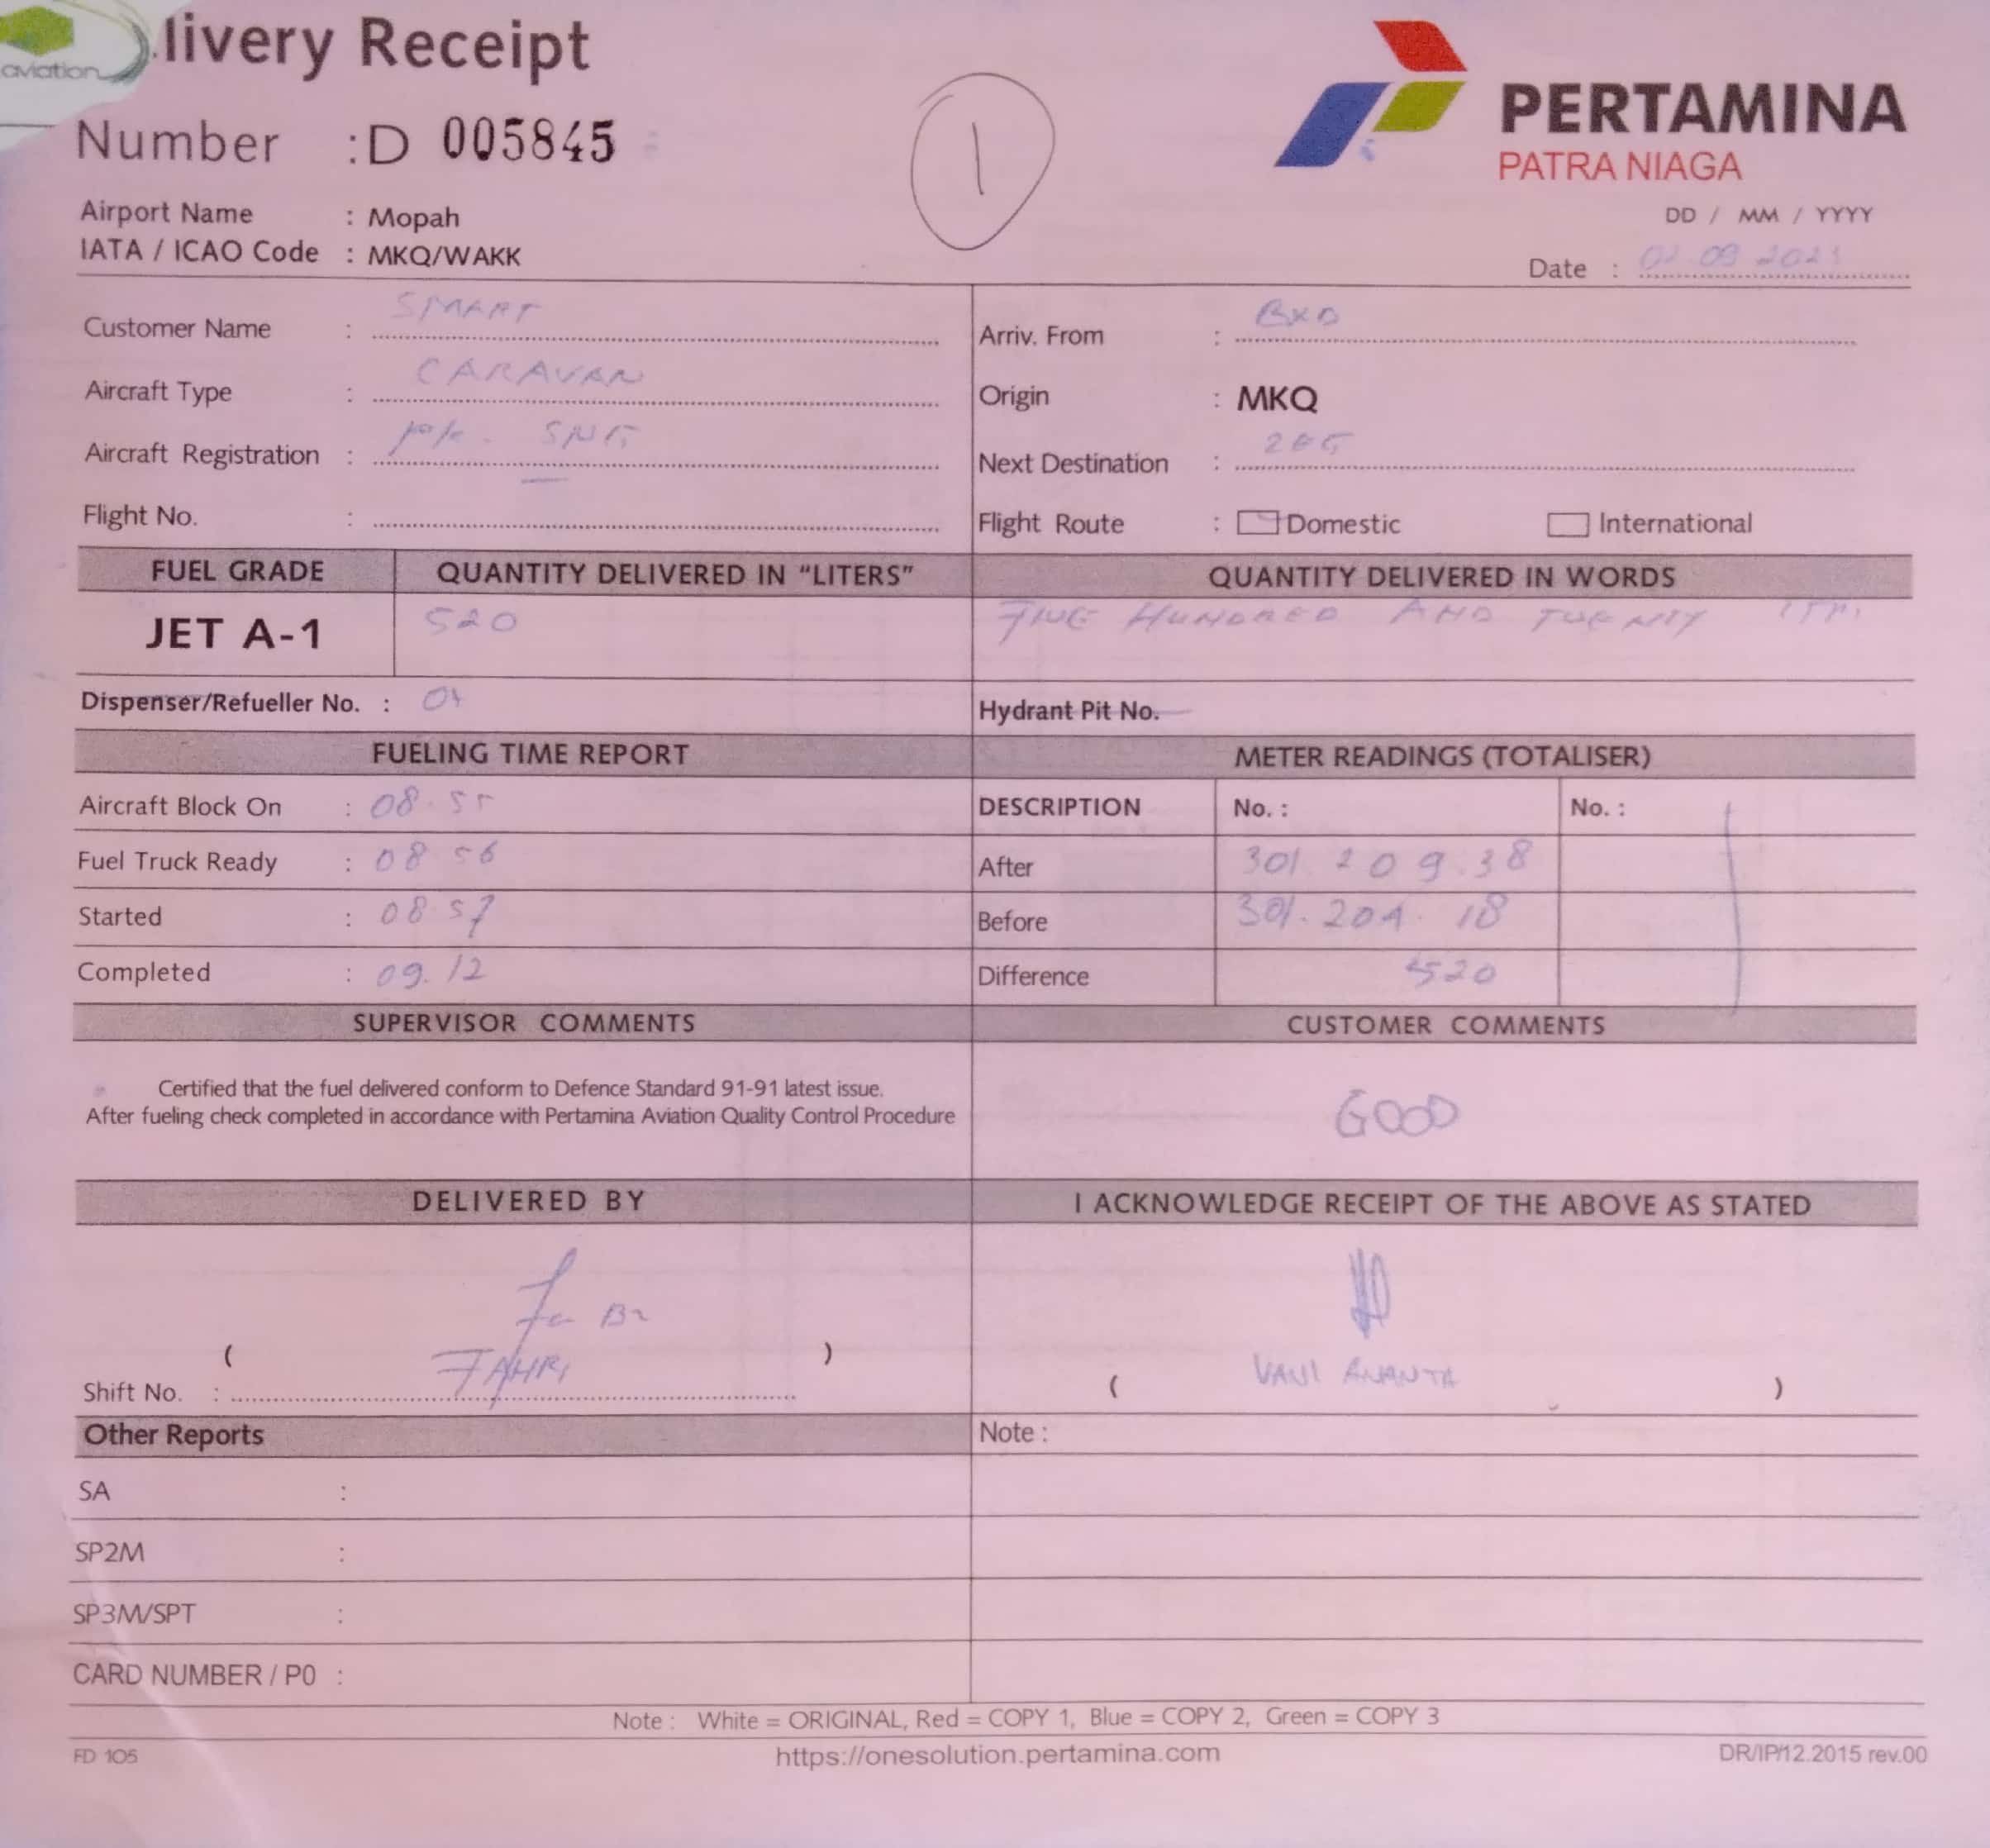 aviation
livery Receipt
PERTAMINA
PATRA NIAGA
Number : D 005845
1
Airport Name : Mopah
IATA / ICAO Code : MKQ/WAKK
DD / MM / YYYY
Date : 09
Customer Name : SMART
Arriv. From : BXD
Aircraft Type : CARAVAN
Origin : MKQ
Aircraft Registration :
Next Destination :
Flight No. :
Flight Route : Domestic International
FUEL GRADE QUANTITY DELIVERED IN "LITERS" QUANTITY DELIVERED IN WORDS
JET A-1 520 FIVE HUNDRED AND TWENTY
Dispenser/Refueller No. :
Hydrant Pit No.
FUELING TIME REPORT METER READINGS (TOTALISER)
Aircraft Block On : 08.55
DESCRIPTION No. : No. :
Fuel Truck Ready : 08 56
After 301.209.38
Started : 08.57
Before 301.204.18
Completed : 09.12
Difference 520
SUPERVISOR COMMENTS CUSTOMER COMMENTS
Certified that the fuel delivered conform to Defence Standard 91-91 latest issue.
After fueling check completed in accordance with Pertamina Aviation Quality Control Procedure
GOOD
DELIVERED BY I ACKNOWLEDGE RECEIPT OF THE ABOVE AS STATED
( FAHRI )
Shift No. :
( )
Other Reports Note :
SA :
SP2M :
SP3M/SPT :
CARD NUMBER / P0 :
Note : White = ORIGINAL, Red = COPY 1, Blue = COPY 2, Green = COPY 3
FD 105 https://onesolution.pertamina.com DR/IP/12.2015 rev.00